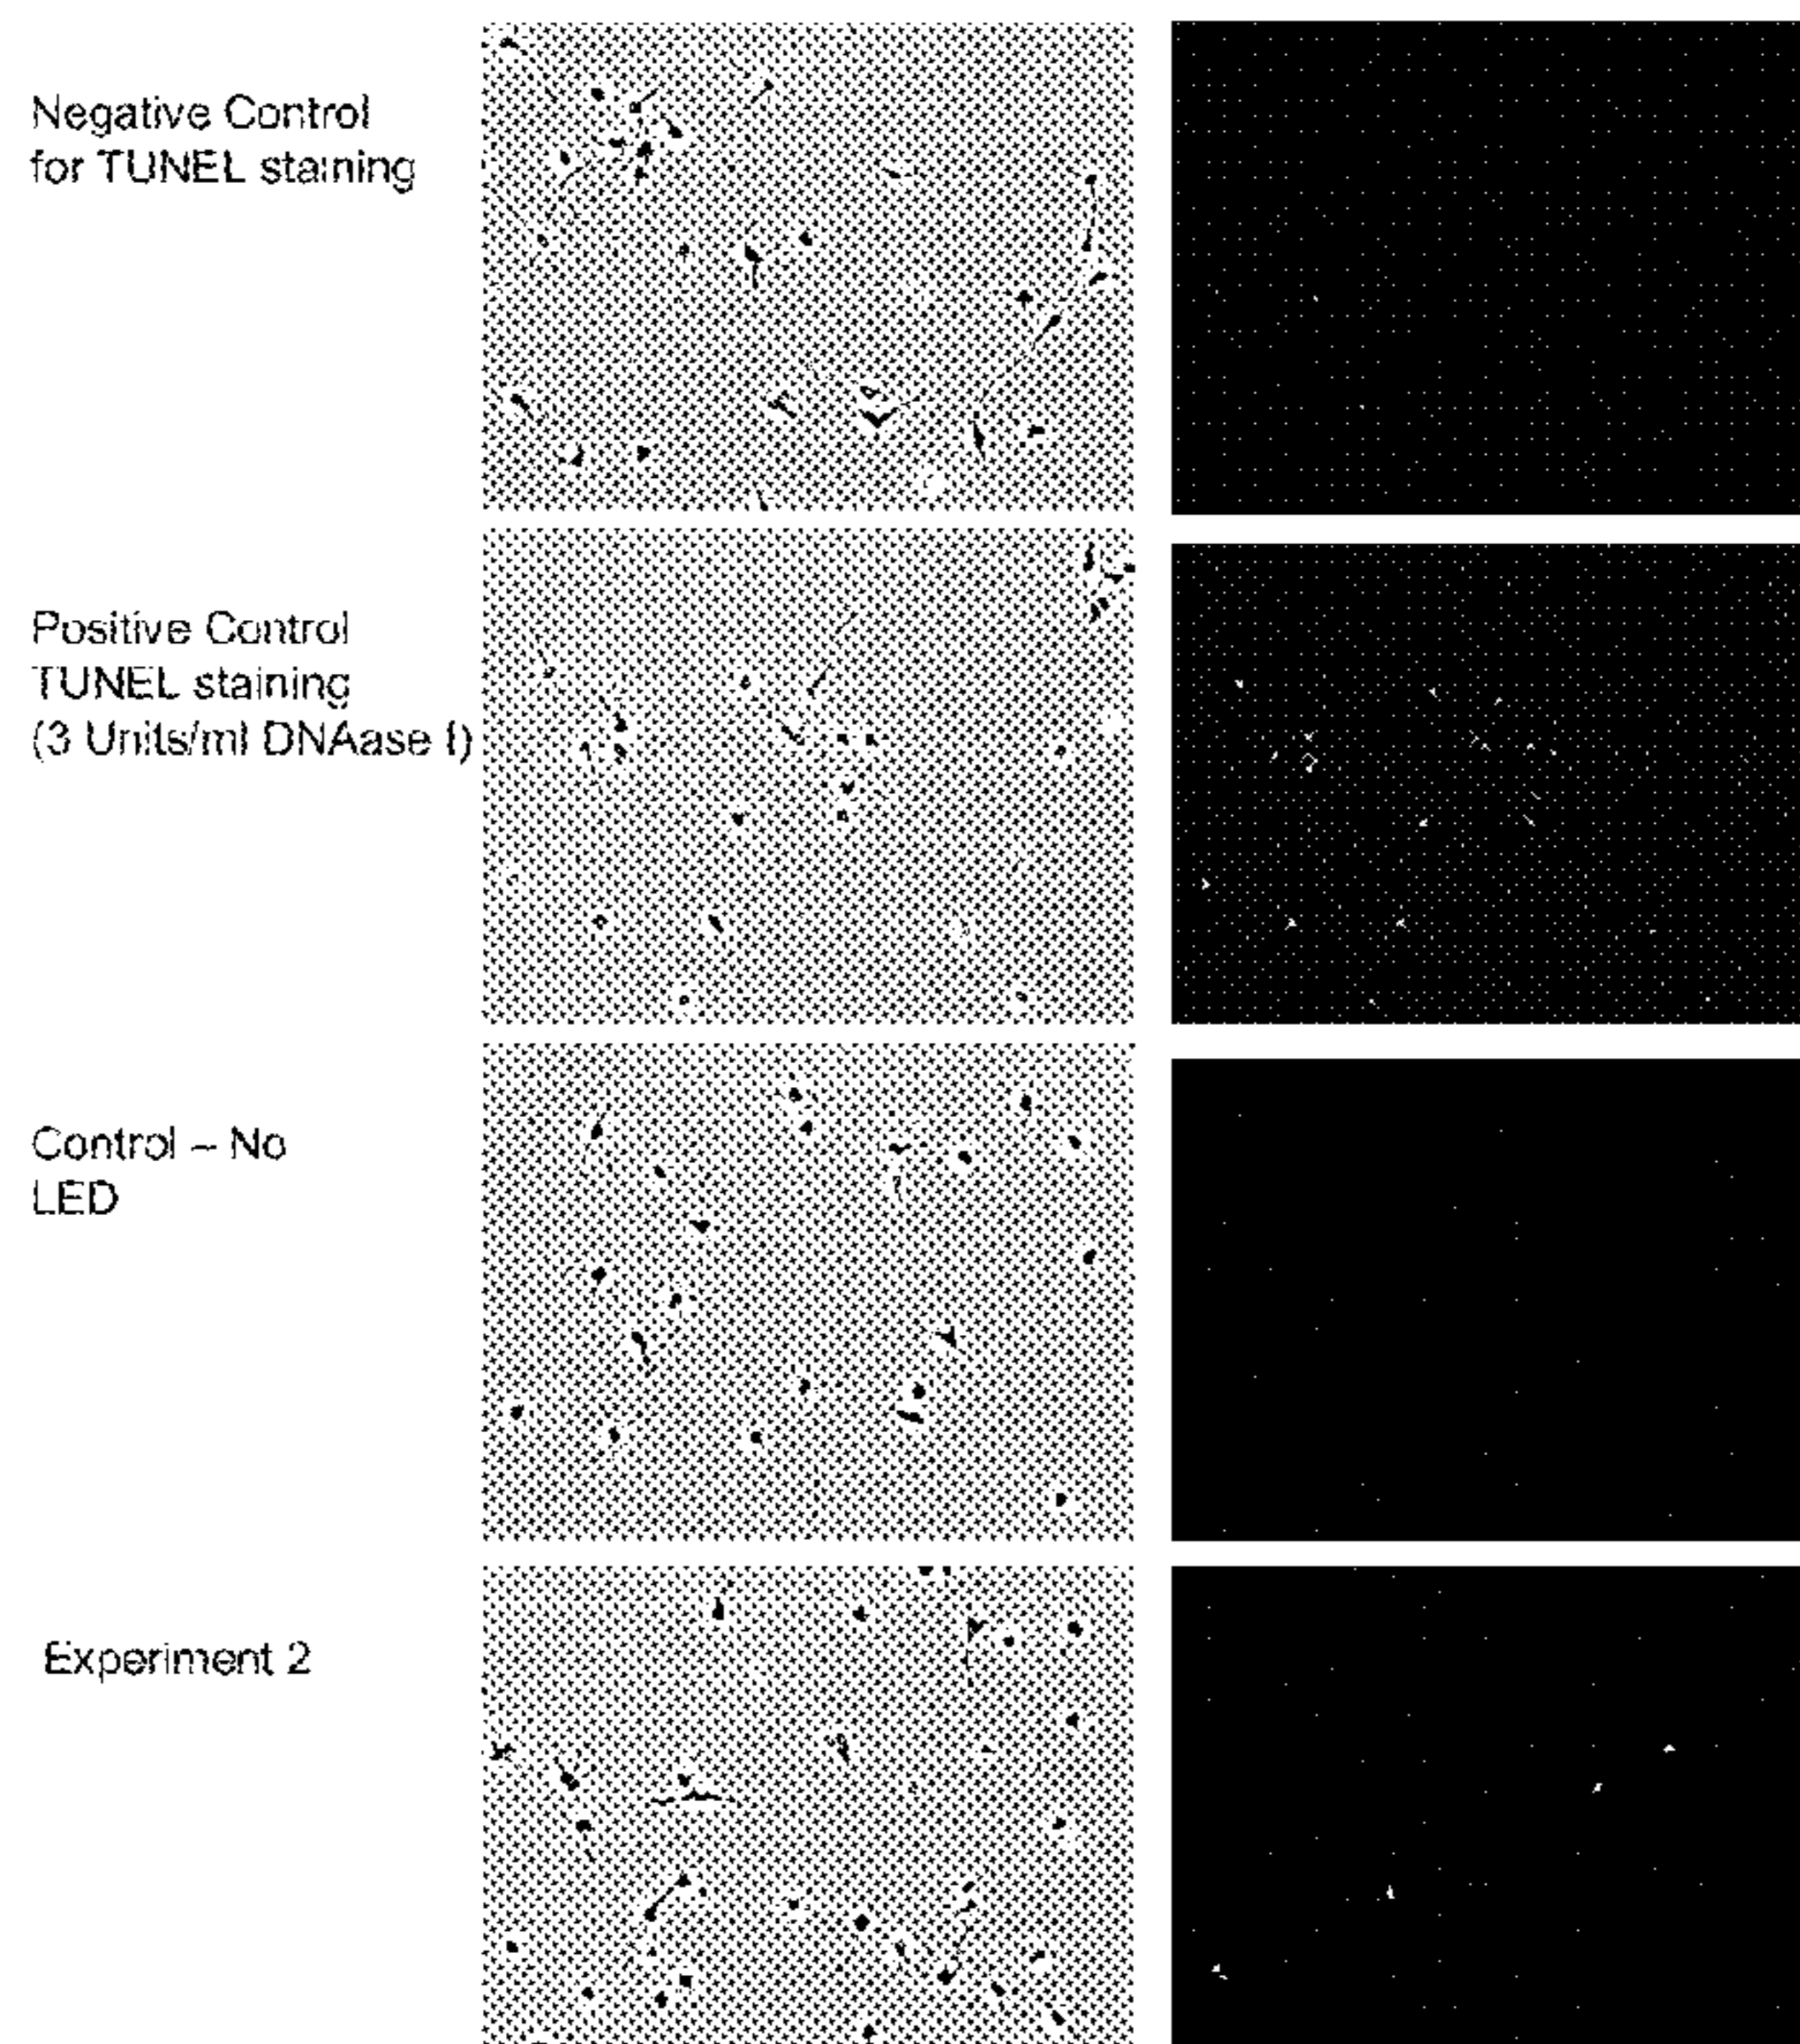 Negative Control
for TUNEL staining
Positive Control
TUNEL staining
(3 Units/ml DNAase I)
Control – No
LED
Experiment 2